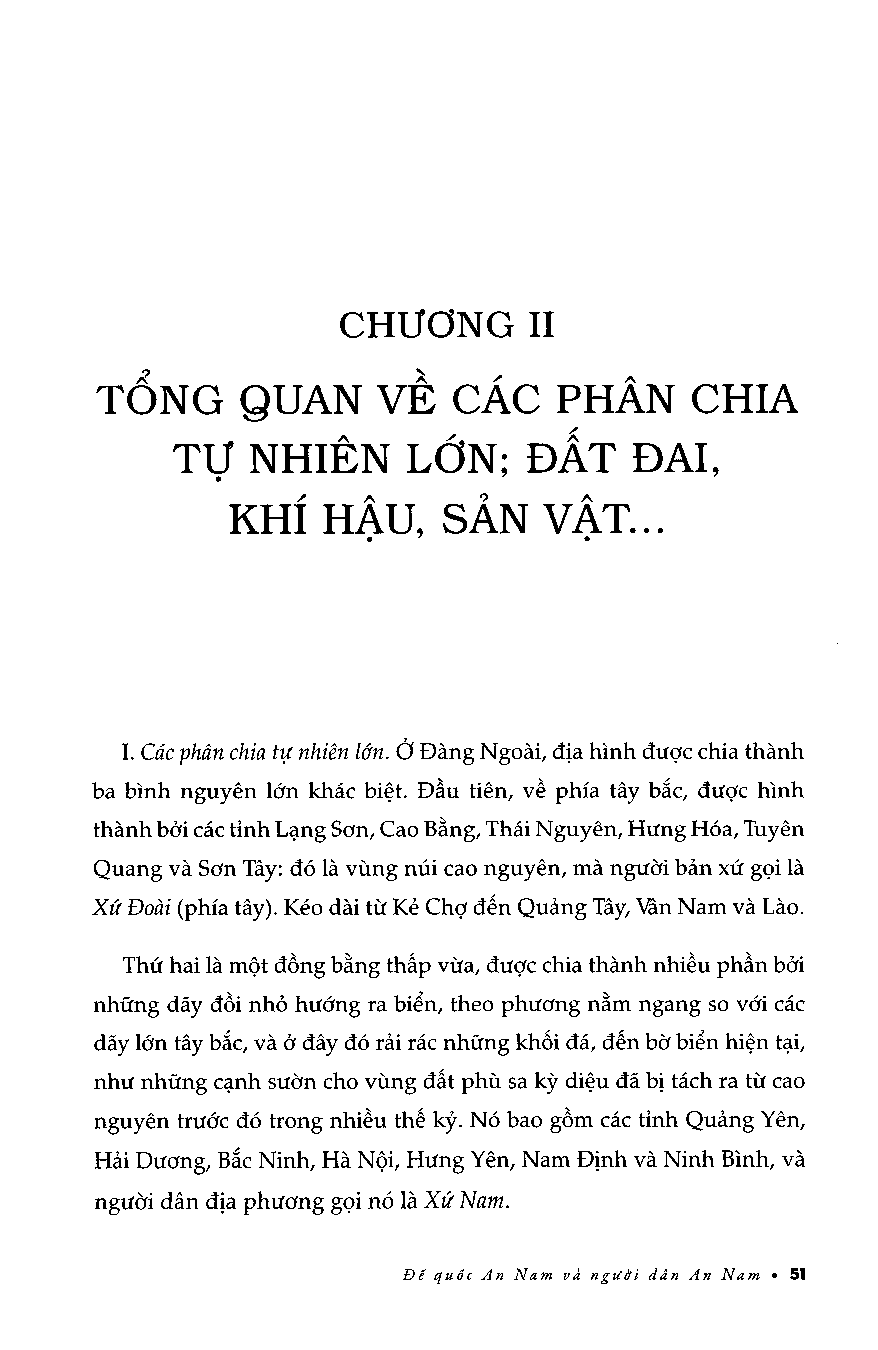 CHƯƠNG II
TỔNG QUAN VỀ CÁC PHÂN CHIA
TỰ NHIÊN LỚN; ĐẤT ĐAI,
KHÍ HẬU, SẢN VẬT...
I. Các phân chia tự nhiên lớn. Ở Đàng Ngoài, địa hình được chia thành
ba bình nguyên lớn khác biệt. Đầu tiên, về phía tây bắc, được hình
thành bởi các tỉnh Lạng Sơn, Cao Bằng, Thái Nguyên, Hưng Hóa, Tuyên
Quang và Sơn Tây: đó là vùng núi cao nguyên, mà người bản xứ gọi là
Xứ Đoài (phía tây). Kéo dài từ Kẻ Chợ đến Quảng Tây, Vân Nam và Lào.
Thứ hai là một đồng bằng thấp vừa, được chia thành nhiều phần bởi
những dãy đồi nhỏ hướng ra biển, theo phương nằm ngang so với các
dãy lớn tây bắc, và ở đây đó rải rác những khối đá, đến bờ biển hiện tại,
như những cạnh sườn cho vùng đất phù sa kỳ diệu đã bị tách ra từ cao
nguyên trước đó trong nhiều thế kỷ. Nó bao gồm các tỉnh Quảng Yên,
Hải Dương, Bắc Ninh, Hà Nội, Hưng Yên, Nam Định và Ninh Bình, và
người dân địa phương gọi nó là Xứ Nam.
Đế quốc An Nam và người dân An Nam • 51